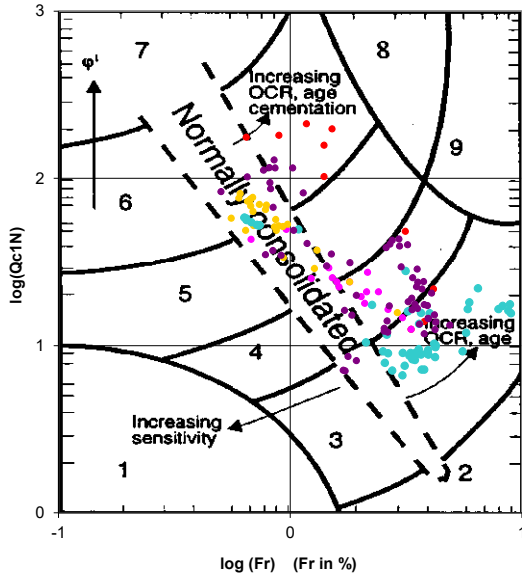 3
7
8
φ'
Increasing
OCR, age
cementation
9
2
Normally consolidated
6
log(Qc1N)
5
Increasing
OCR, age
1
4
Increasing
sensitivity
3
1
2
0
-1
0
1
log (Fr) (Fr in %)